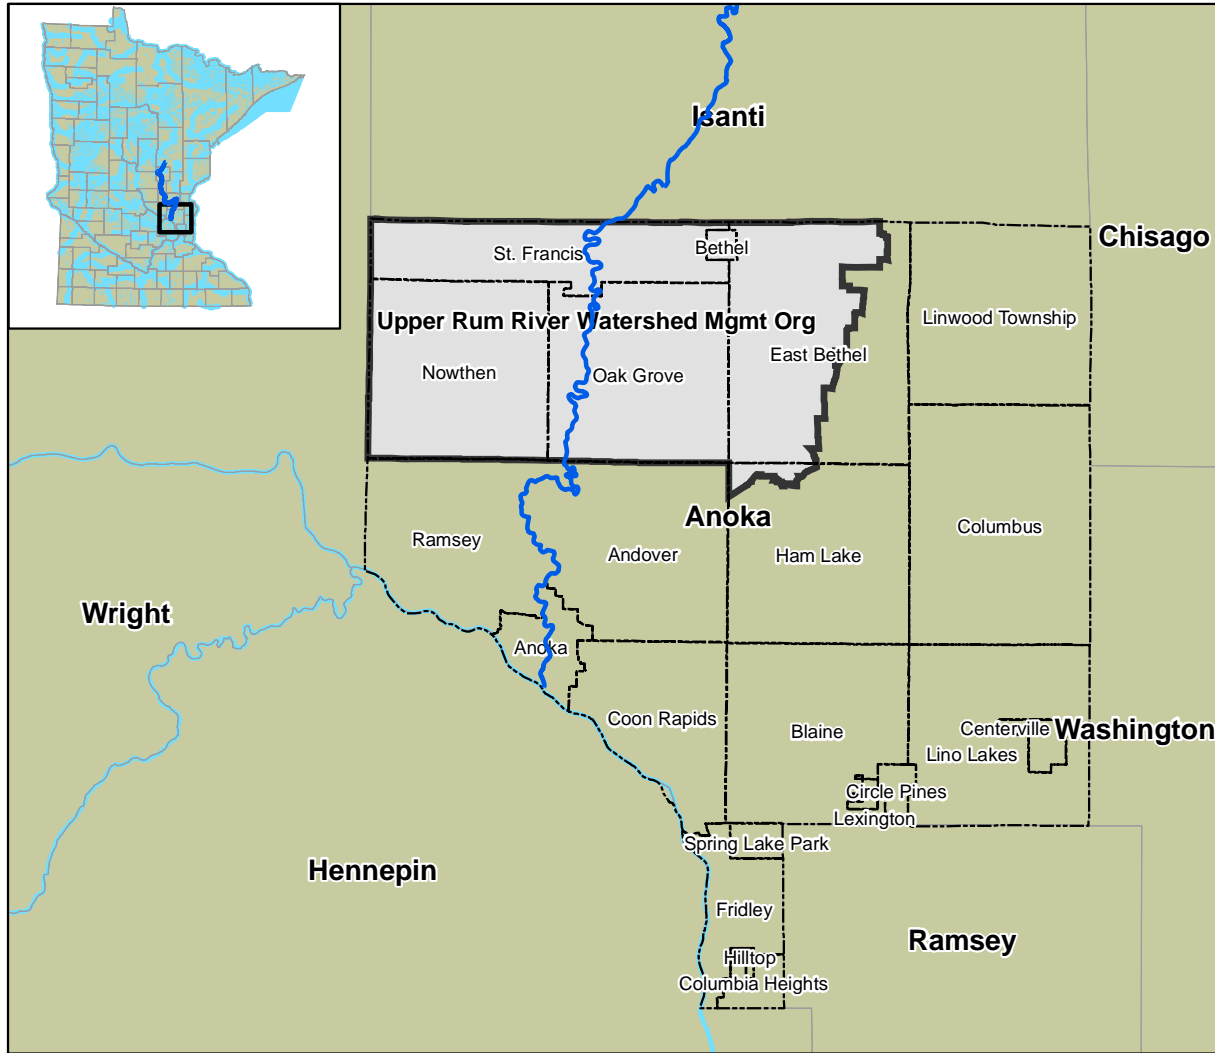 Isanti
Chisago
St. Francis
Bethel
Upper Rum River Watershed Mgmt Org
Linwood Township
East Bethel
Nowthen
Oak Grove
Anoka
Columbus
Ramsey
Andover
Ham Lake
Wright
Anoka
Coon Rapids
Blaine
Centerville
Washington
Lino Lakes
Circle Pines
Lexington
Spring Lake Park
Hennepin
Fridley
Ramsey
Hilltop
Columbia Heights